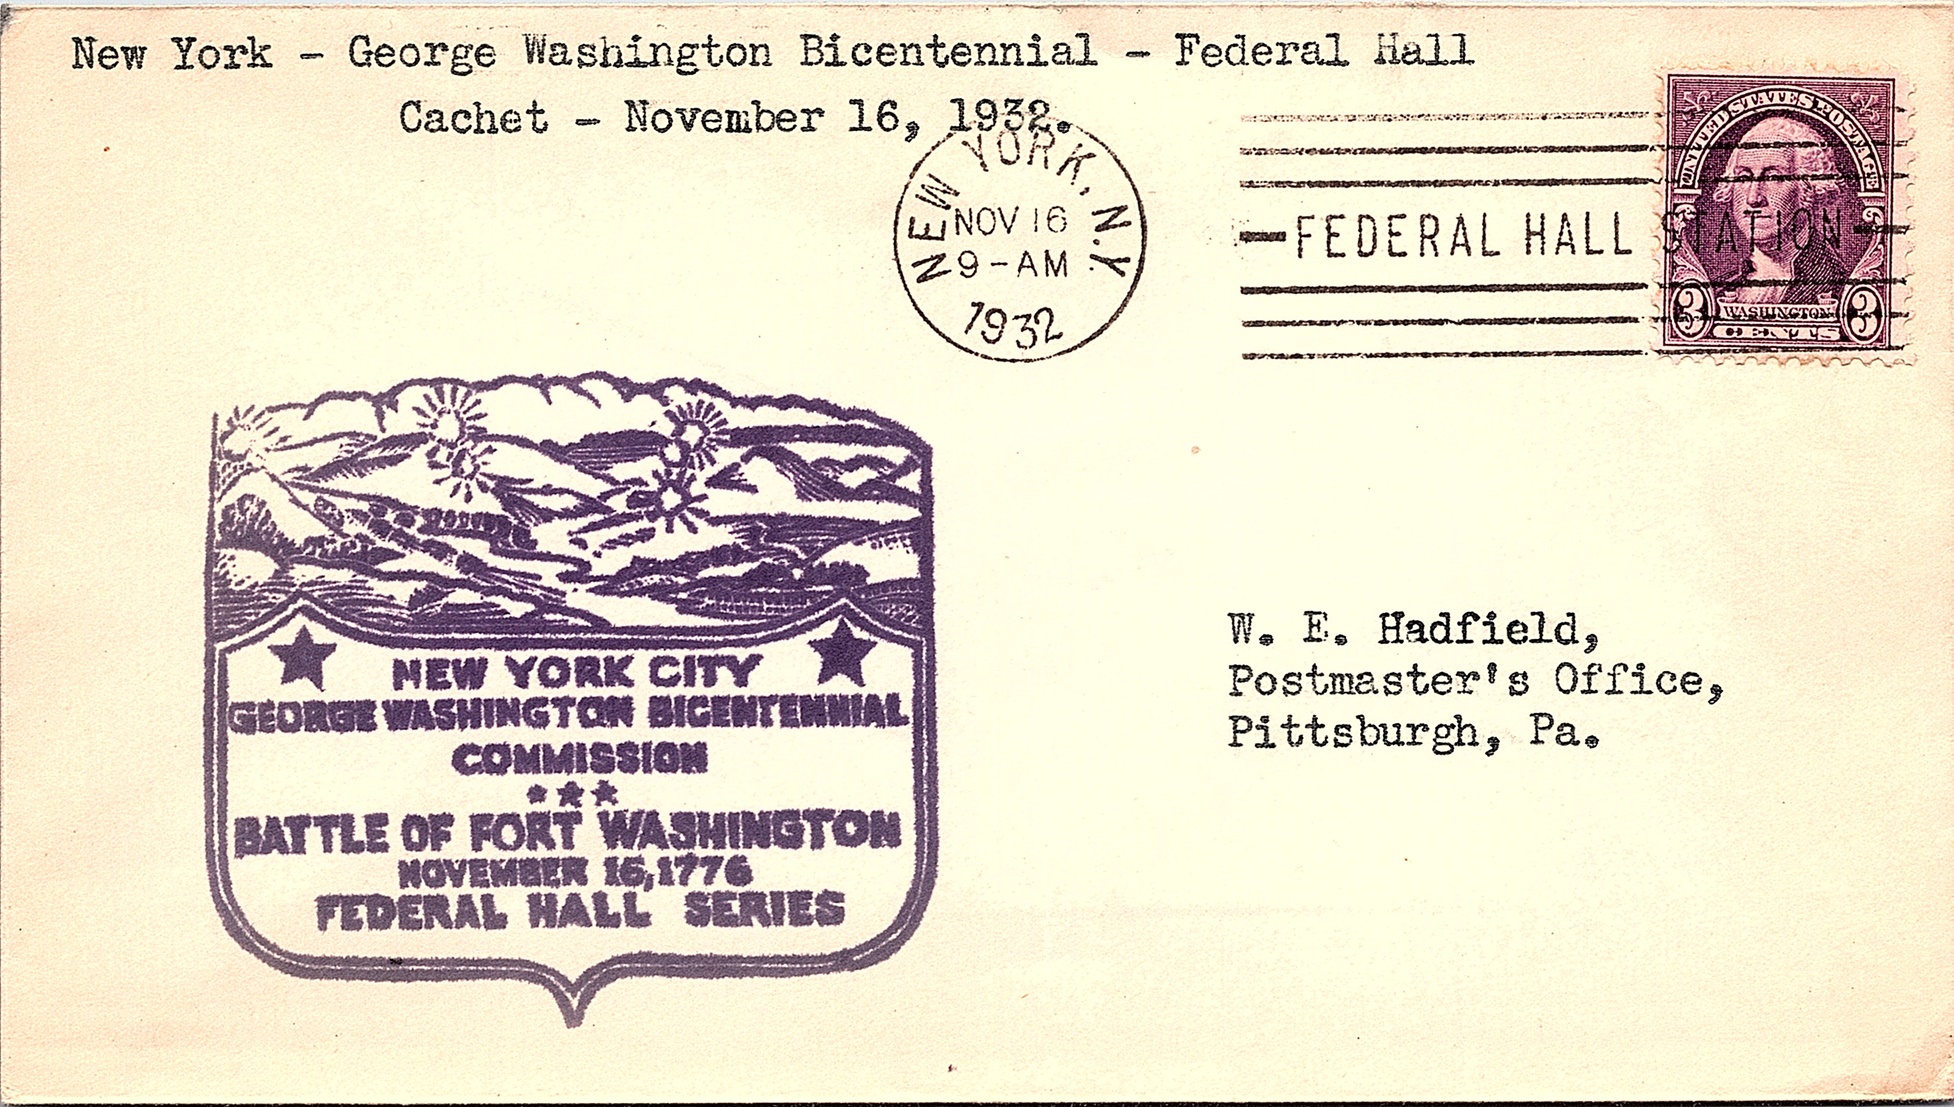 New York - George Washington Bicentennial - Federal Hall
Cachet - November 16, 1932.
NEW YORK, N.Y.
NOV 16
9-AM
1932
FEDERAL HALL STATION
UNITED STATES POSTAGE
3 WASHINGTON 3
CENTS
NEW YORK CITY
GEORGE WASHINGTON BICENTENNIAL
COMMISSION
BATTLE OF FORT WASHINGTON
NOVEMBER 16, 1776
FEDERAL HALL SERIES
W. E. Hadfield,
Postmaster's Office,
Pittsburgh, Pa.